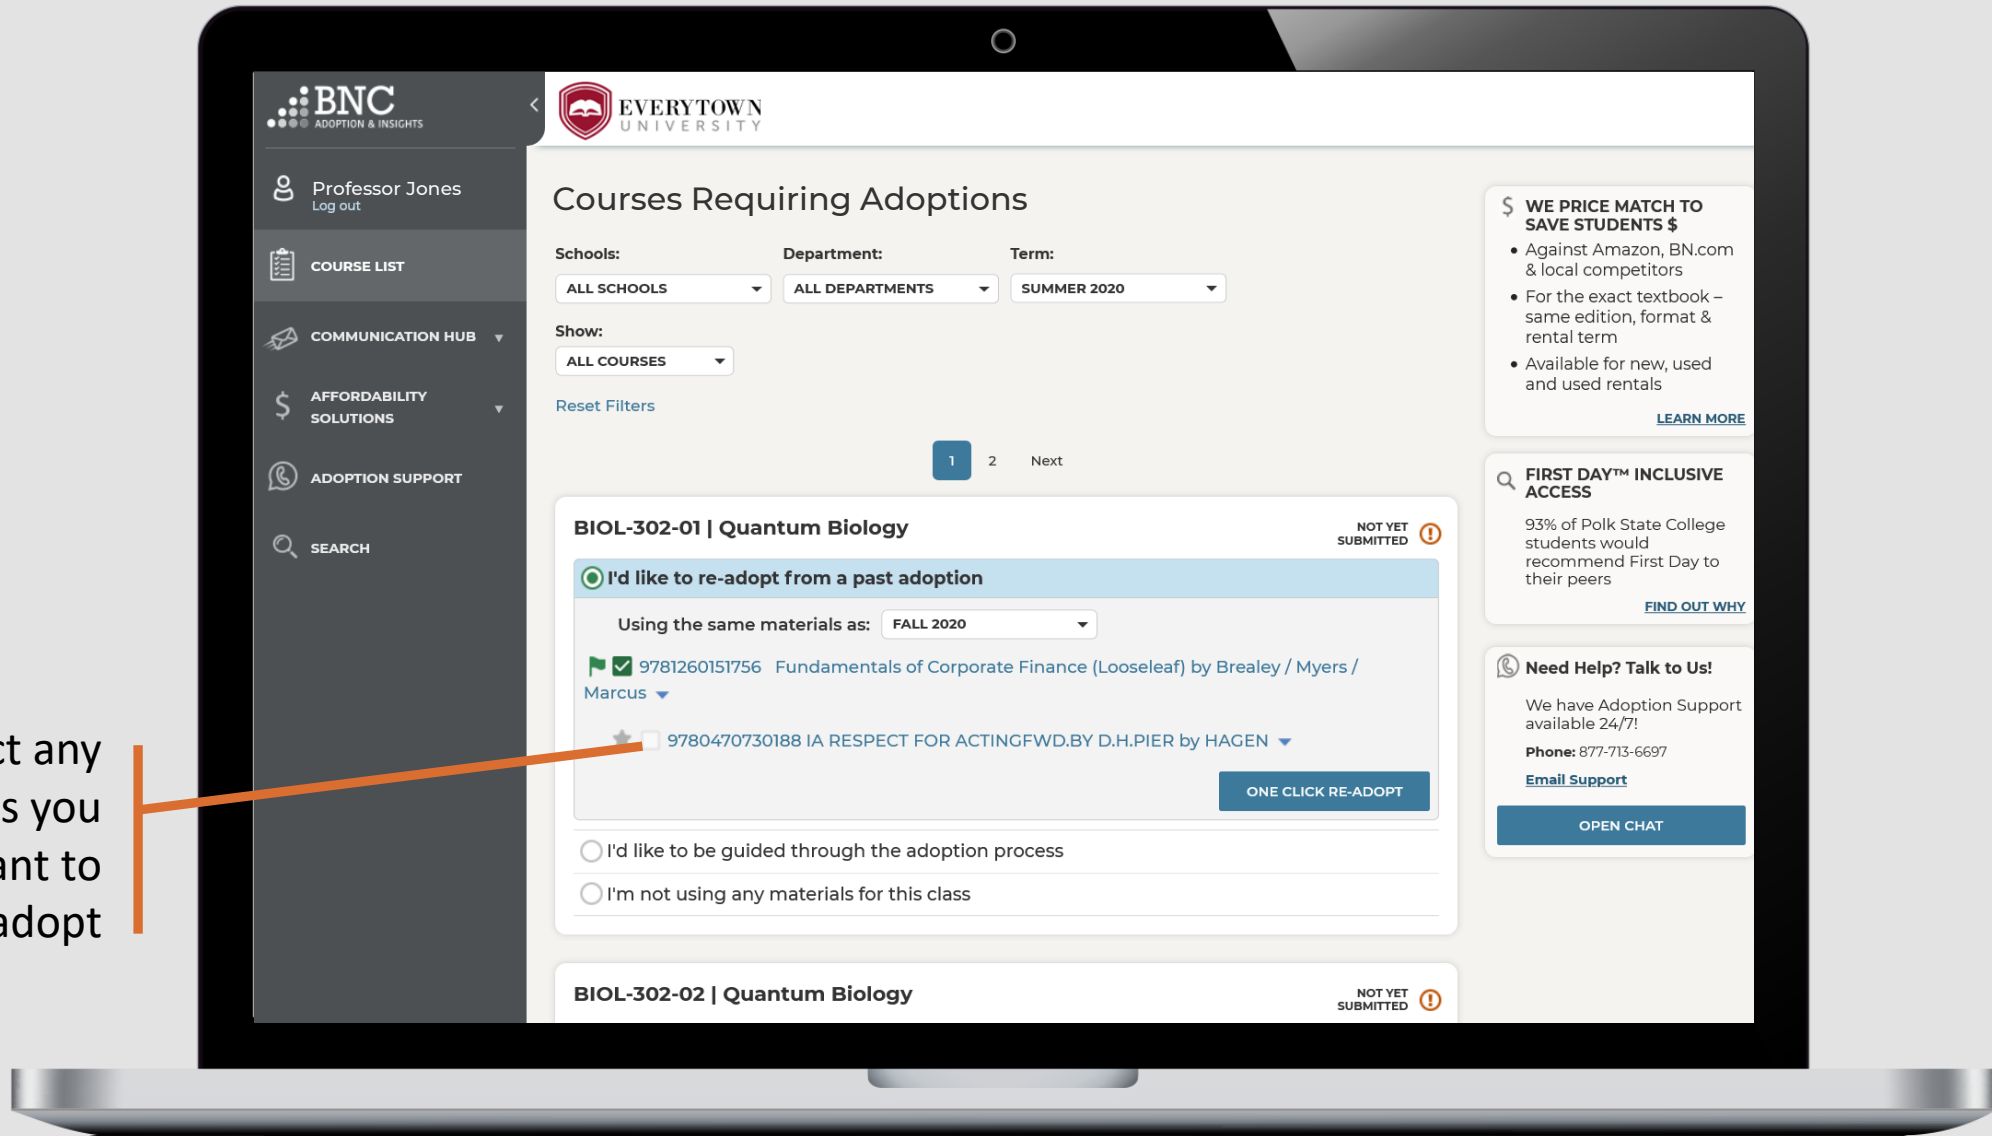 BNC
ADOPTION & INSIGHTS
EVERYTOWN
UNIVERSITY
Professor Jones
Log out
COURSE LIST
COMMUNICATION HUB
AFFORDABILITY
SOLUTIONS
ADOPTION SUPPORT
SEARCH
Courses Requiring Adoptions
Schools: Department: Term:
ALL SCHOOLS ALL DEPARTMENTS SUMMER 2020
Show:
ALL COURSES
Reset Filters
1 2 Next
BIOL-302-01 | Quantum Biology
NOT YET
SUBMITTED
I'd like to re-adopt from a past adoption
Using the same materials as: FALL 2020
9781260151756 Fundamentals of Corporate Finance (Looseleaf) by Brealey / Myers /
Marcus
9780470730188 IA RESPECT FOR ACTINGFWD.BY D.H.PIER by HAGEN
ONE CLICK RE-ADOPT
I'd like to be guided through the adoption process
I'm not using any materials for this class
BIOL-302-02 | Quantum Biology
NOT YET
SUBMITTED
$ WE PRICE MATCH TO
SAVE STUDENTS $
• Against Amazon, BN.com
& local competitors
• For the exact textbook –
same edition, format &
rental term
• Available for new, used
and used rentals
LEARN MORE
FIRST DAY™ INCLUSIVE
ACCESS
93% of Polk State College
students would
recommend First Day to
their peers
FIND OUT WHY
Need Help? Talk to Us!
We have Adoption Support
available 24/7!
Phone: 877-713-6697
Email Support
OPEN CHAT
ct any
s you
ant to
adopt